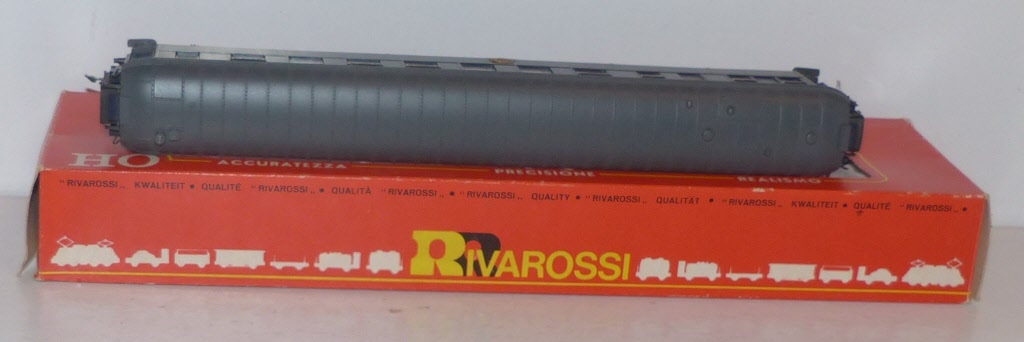 HO ACCURATEZZA PRECISIONE REALISMO
"RIVAROSSI„ KWALITEIT • QUALITÉ "RIVAROSSI„ • QUALITÀ "RIVAROSSI„ • "RIVAROSSI„ QUALITY • "RIVAROSSI„ QUALITÄT • "RIVAROSSI„ KWALITEIT • QUALITÉ "RIVAROSSI„ •
RIVAROSSI